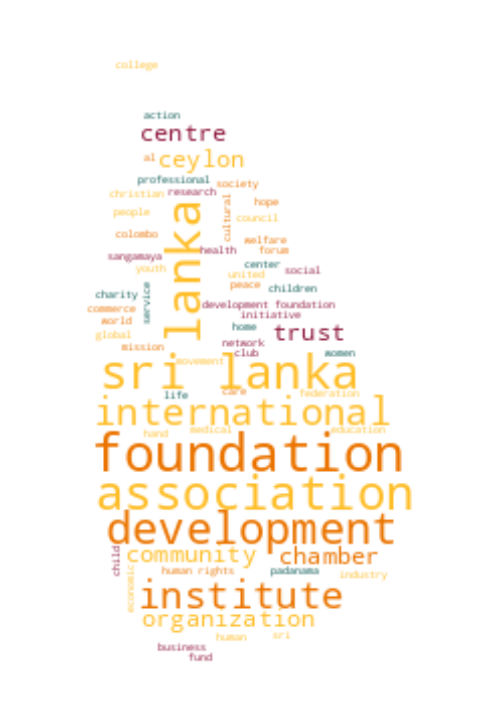 college
action
centre
al ceylon
professional
society
christian research
lanka
cultural
hope
people
council
colombo
welfare
sangamaya
health
forum
youth
center
social
united
peace
children
charity
service
commerce
development foundation
initiative
world
home
trust
global
network
mission
club
women
movement
sri lanka
life
care
federation
international
hand
medical
education
foundation
association
development
child
community
chamber
economic
human rights
padanama
industry
institute
organization
human
sri
business
fund